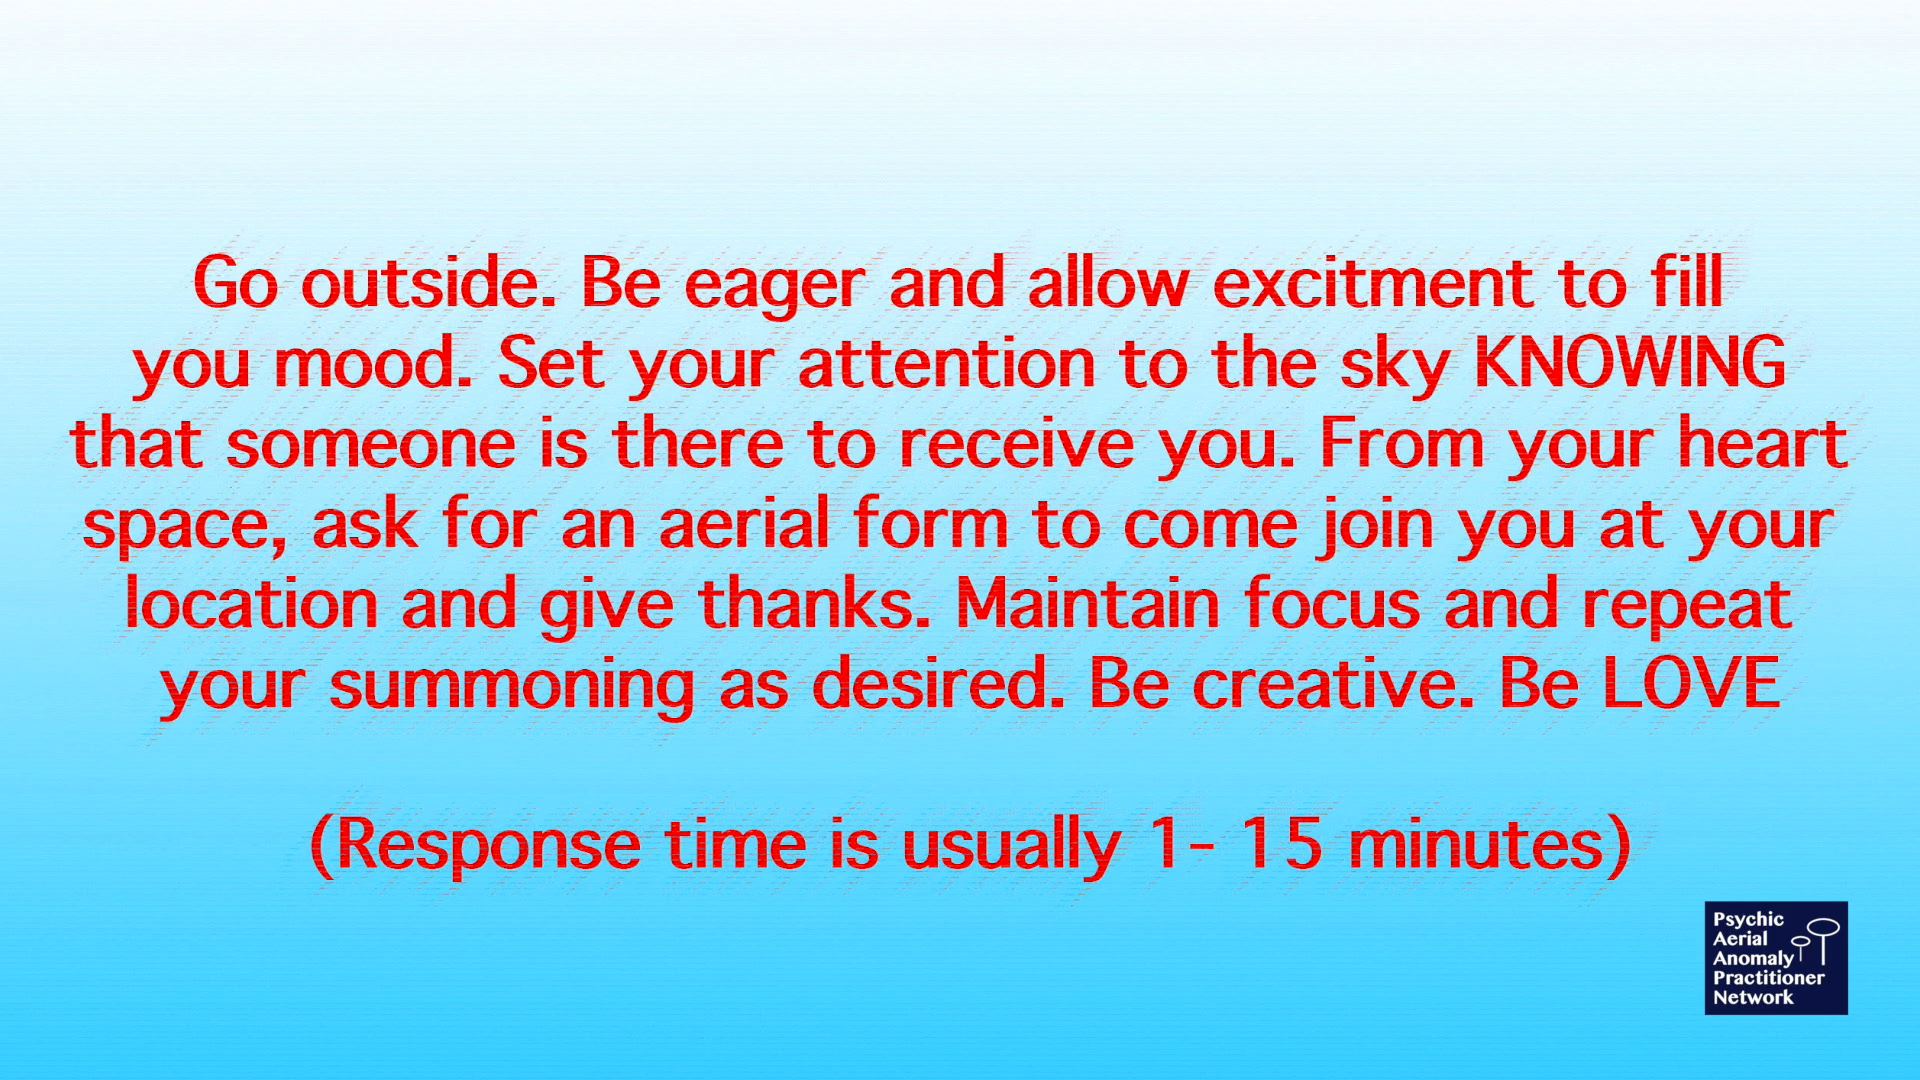 Go outside. Be eager and allow excitment to fill
you mood. Set your attention to the sky KNOWING
that someone is there to receive you. From your heart
space, ask for an aerial form to come join you at your
location and give thanks. Maintain focus and repeat
your summoning as desired. Be creative. Be LOVE
(Response time is usually 1- 15 minutes)
Psychic
Aerial
Anomaly
Practitioner
Network